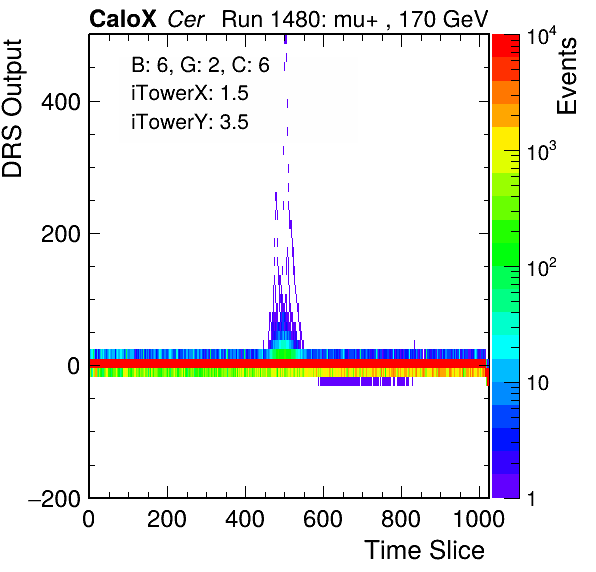 CaloX Cer Run 1480: mu+ , 170 GeV
B: 6, G: 2, C: 6
iTowerX: 1.5
iTowerY: 3.5
DRS Output
400
200
0
−200
0 200 400 600 800 1000
Time Slice
Events
10^4
10^3
10^2
10
1